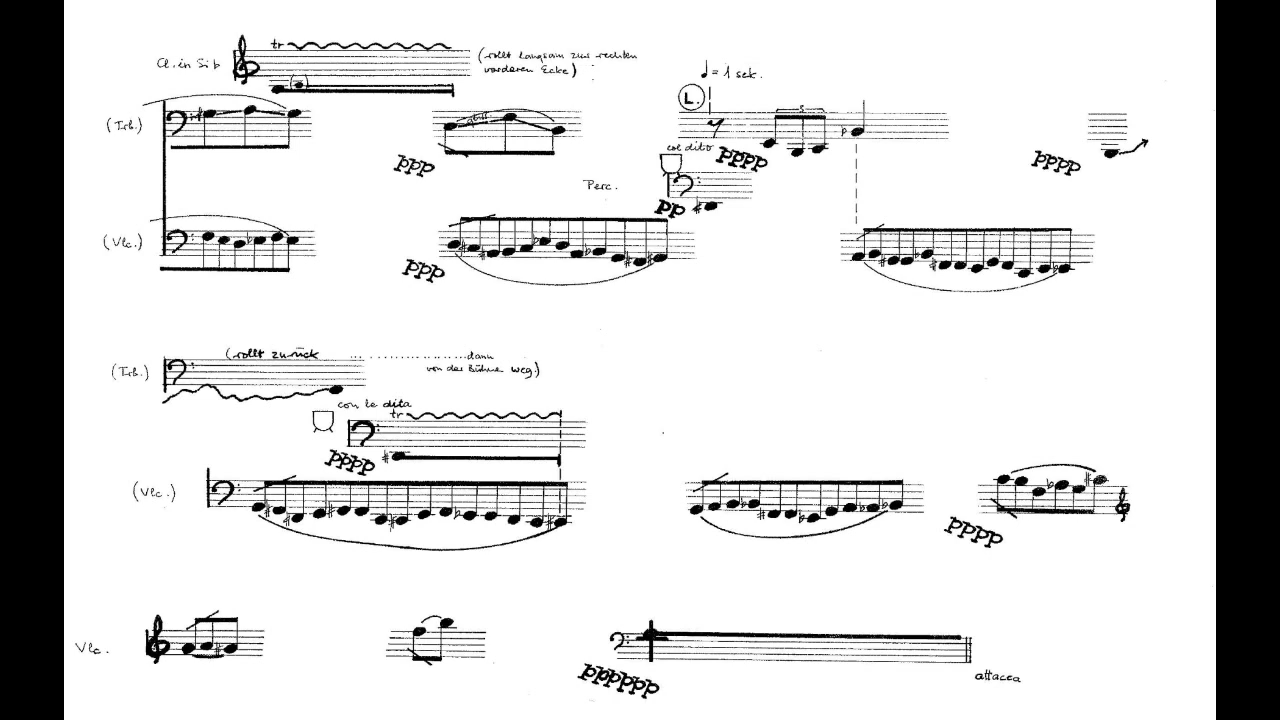 Cl. in Sib
tr
(rollt langsam zur rechten
vorderen Ecke)
♩ = 1 sek.
L.
(Trb.)
5
col dito
pppp
pppp
ppp
Perc.
pp
(Vlc.)
ppp
(rollt zurück ... ................ dann
von der Bühne weg.)
(Trb.)
con le dita
tr
pppp
(Vlc.)
pppp
Vlc.
pppppp
attacca